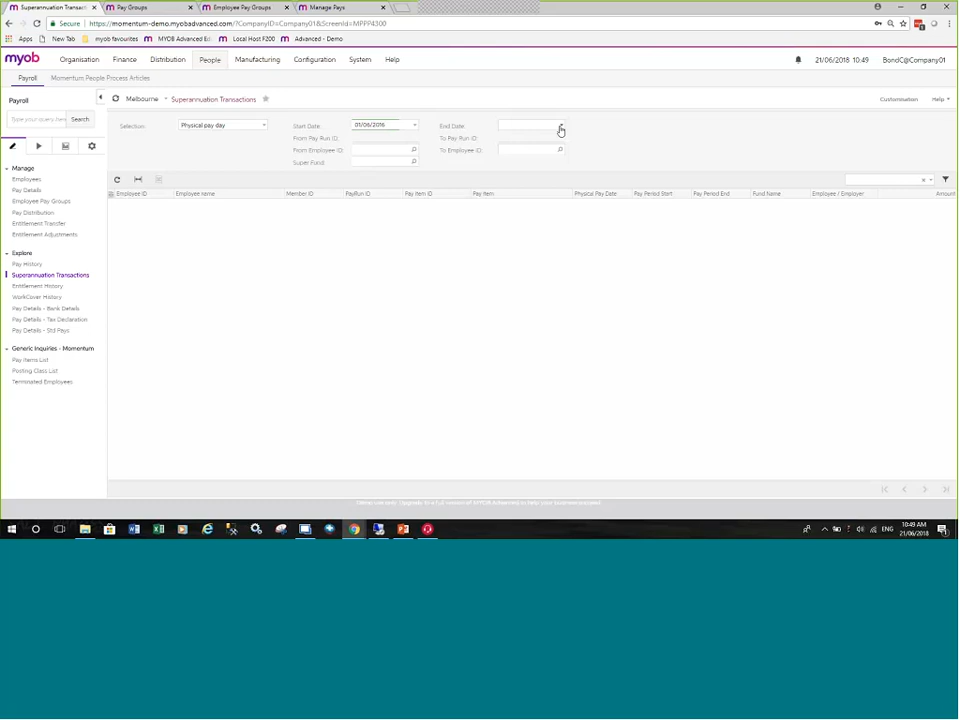 Superannuation Transac
Pay Groups
Employee Pay Groups
Manage Pays
Secure
https://momentum-demo.myobadvanced.com/?CompanyID=Company01&ScreenId=MPPP4300
Apps
New Tab
myob favourites
MYOB Advanced Ed
Local Host F200
Advanced - Demo
myob
Organisation
Finance
Distribution
People
Manufacturing
Configuration
System
Help
21/06/2018 10:49
BondC@Company01
Payroll
Momentum People Process Articles
Payroll
Melbourne
Superannuation Transactions
Customisation
Help
Type your query here
Search
Selection:
Physical pay day
Start Date:
01/06/2016
End Date:
From Pay Run ID:
To Pay Run ID:
From Employee ID:
To Employee ID:
Super Fund:
Manage
Employees
Pay Details
Employee Pay Groups
Pay Distribution
Entitlement Transfer
Entitlement Adjustments
Employee ID
Employee name
Member ID
PayRun ID
Pay Item ID
Pay Item
Physical Pay Date
Pay Period Start
Pay Period End
Fund Name
Employee / Employer
Amount
Explore
Pay History
Superannuation Transactions
Entitlement History
WorkCover History
Pay Details - Bank Details
Pay Details - Tax Declaration
Pay Details - Std Pays
Generic Inquiries - Momentum
Pay Items List
Posting Class List
Terminated Employees
ENG
10:49 AM
21/06/2018